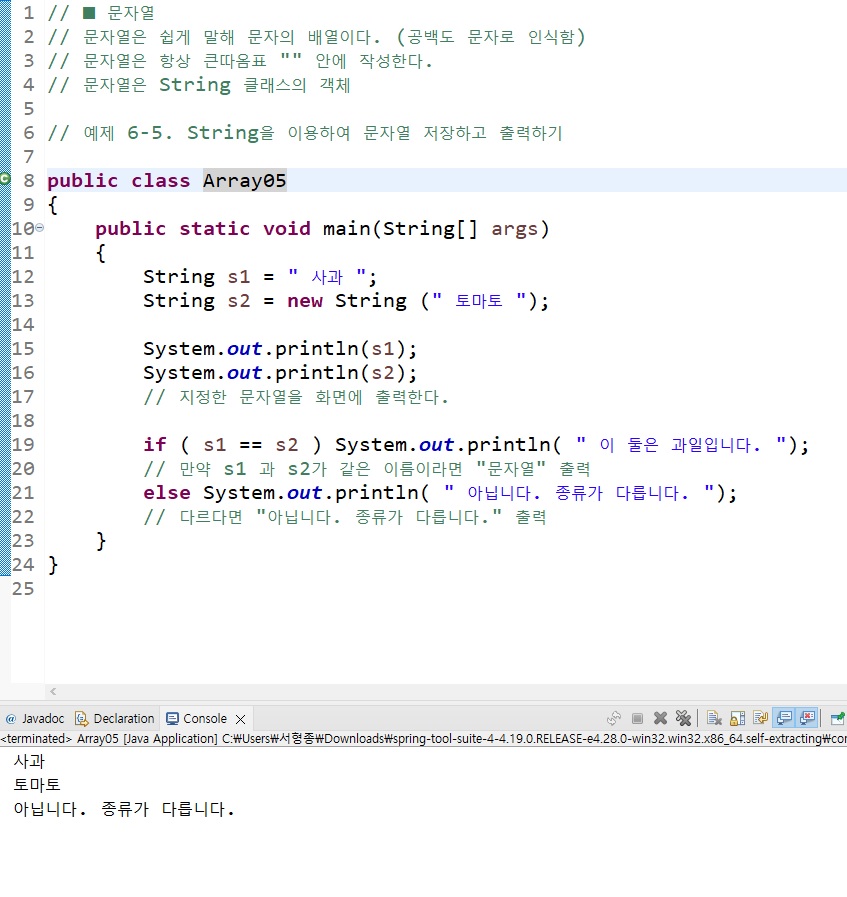 1 // ■ 문자열
2 // 문자열은 쉽게 말해 문자의 배열이다. (공백도 문자로 인식함)
3 // 문자열은 항상 큰따옴표 "" 안에 작성한다.
4 // 문자열은 String 클래스의 객체
5
6 // 예제 6-5. String을 이용하여 문자열 저장하고 출력하기
7
8 public class Array05
9 {
10 public static void main(String[] args)
11 {
12 String s1 = " 사과 ";
13 String s2 = new String (" 토마토 ");
14
15 System.out.println(s1);
16 System.out.println(s2);
17 // 지정한 문자열을 화면에 출력한다.
18
19 if ( s1 == s2 ) System.out.println( " 이 둘은 과일입니다. ");
20 // 만약 s1 과 s2가 같은 이름이라면 "문자열" 출력
21 else System.out.println( " 아닙니다. 종류가 다릅니다. ");
22 // 다르다면 "아닙니다. 종류가 다릅니다." 출력
23 }
24 }
25
@ Javadoc Declaration Console
<terminated> Array05 [Java Application] C:₩Users₩서형종₩Downloads₩spring-tool-suite-4-4.19.0.RELEASE-e4.28.0-win32.win32.x86_64.self-extracting₩cor
사과
토마토
아닙니다. 종류가 다릅니다.